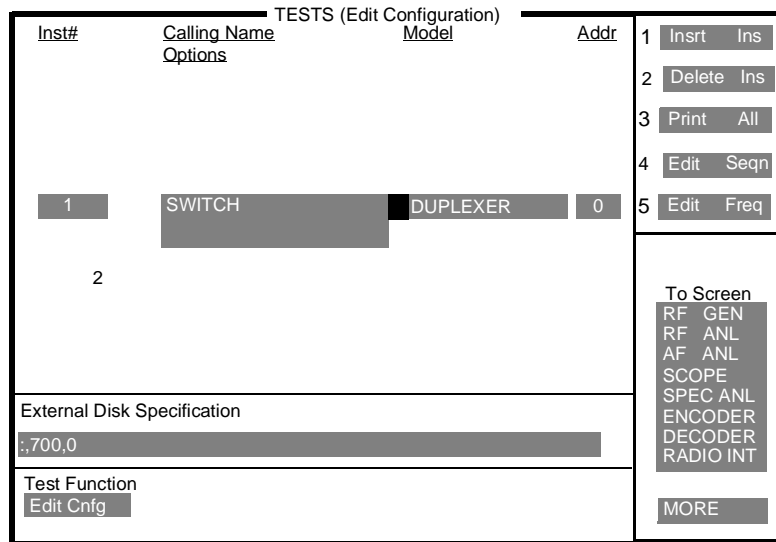 TESTS (Edit Configuration)
Inst# Calling Name Model Addr
Options
1 SWITCH DUPLEXER 0
2
External Disk Specification
:,700,0
Test Function
Edit Cnfg
1 Insrt Ins
2 Delete Ins
3 Print All
4 Edit Seqn
5 Edit Freq
To Screen
RF GEN
RF ANL
AF ANL
SCOPE
SPEC ANL
ENCODER
DECODER
RADIO INT
MORE